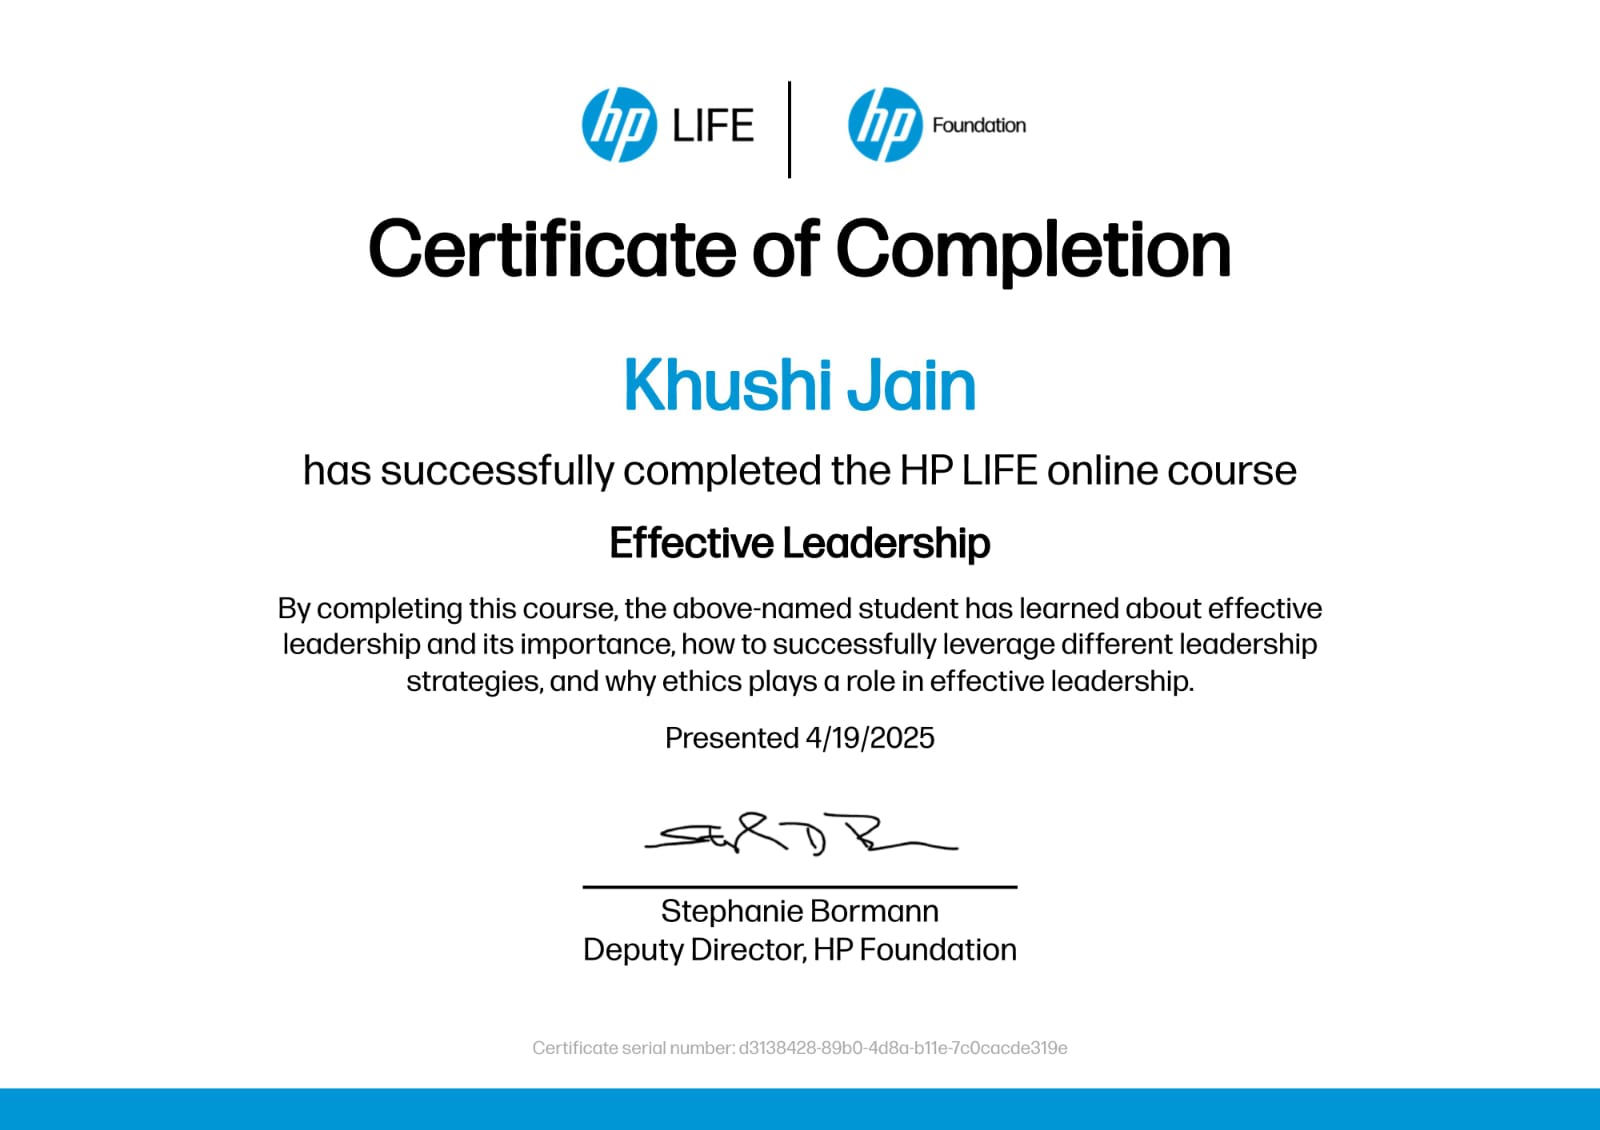 hp LIFE
hp Foundation
Certificate of Completion
Khushi Jain
has successfully completed the HP LIFE online course
Effective Leadership
By completing this course, the above-named student has learned about effective
leadership and its importance, how to successfully leverage different leadership
strategies, and why ethics plays a role in effective leadership.
Presented 4/19/2025
Stephanie Bormann
Deputy Director, HP Foundation
Certificate serial number: d3138428-89b0-4d8a-b11e-7c0cacde319e